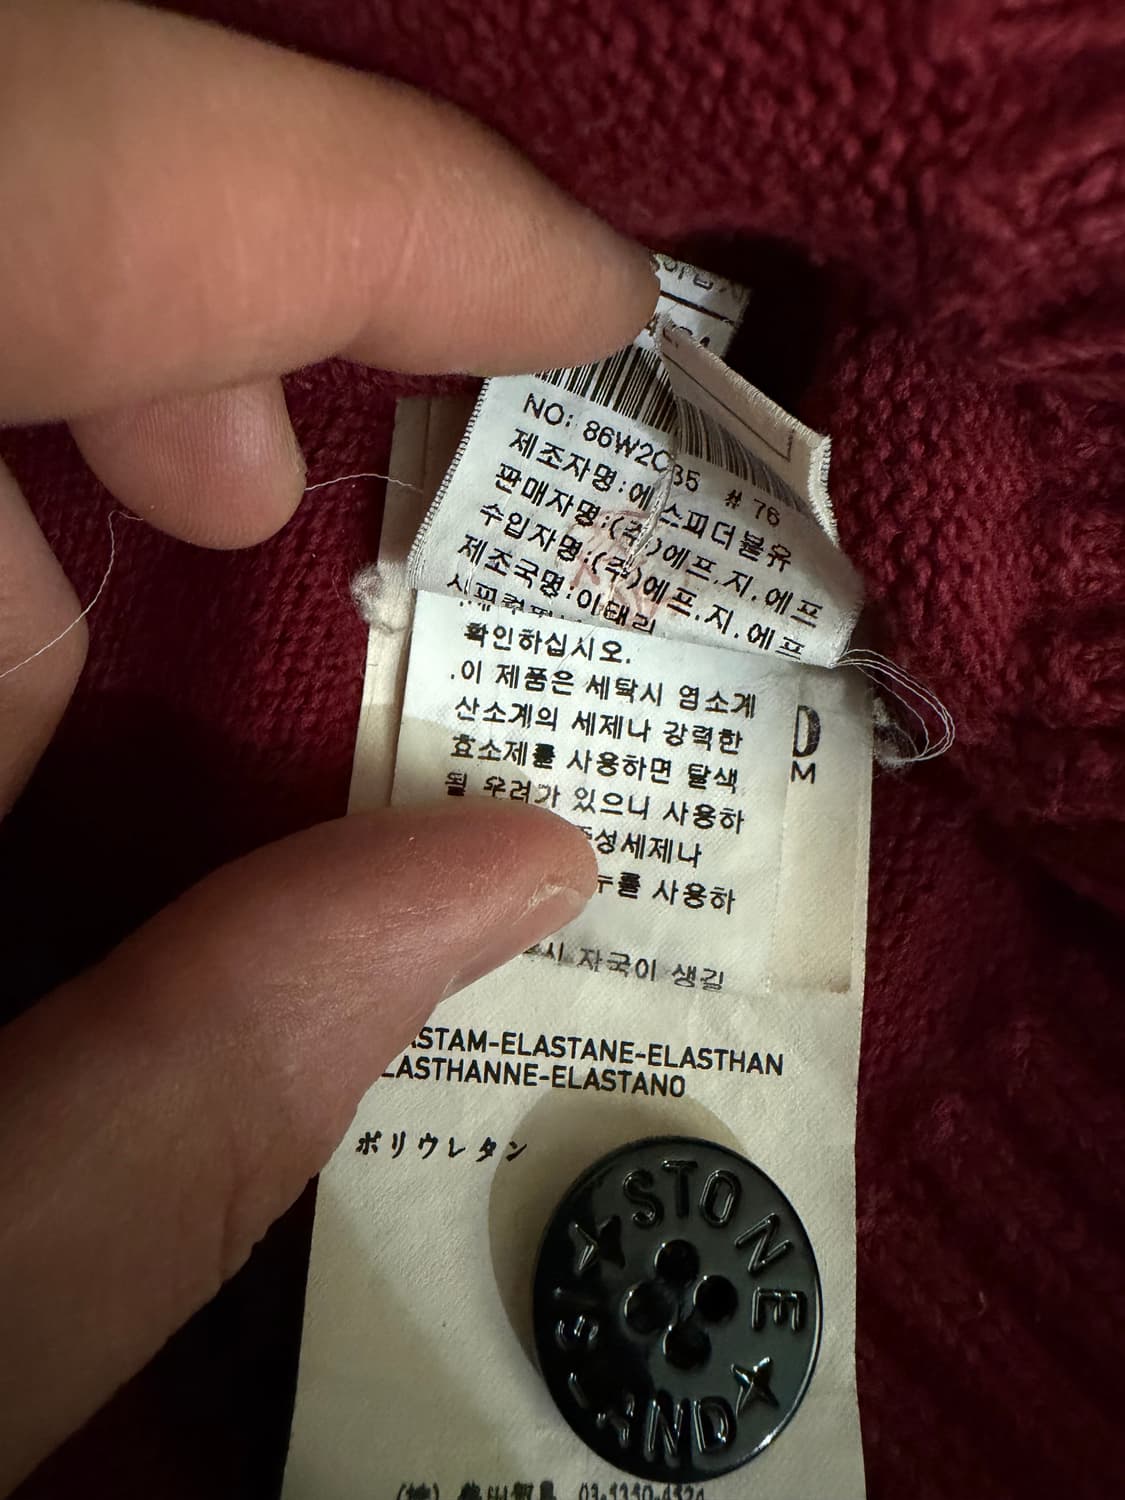 NO: 86W2C35 # 76
제조자명:에스피더블유
판매자명:(주)에프.지.에프
수입자명:(주)에프.지.에프
제조국명:이태리
확인하십시오.
.이 제품은 세탁시 염소계
산소계의 세제나 강력한
효소제를 사용하면 탈색
될 우려가 있으니 사용하
성세제나
를 사용하
자국이 생길
D
M
ASTAM-ELASTANE-ELASTHAN
LASTHANNE-ELASTANO
ポリウレタン
STONE
ISLAND